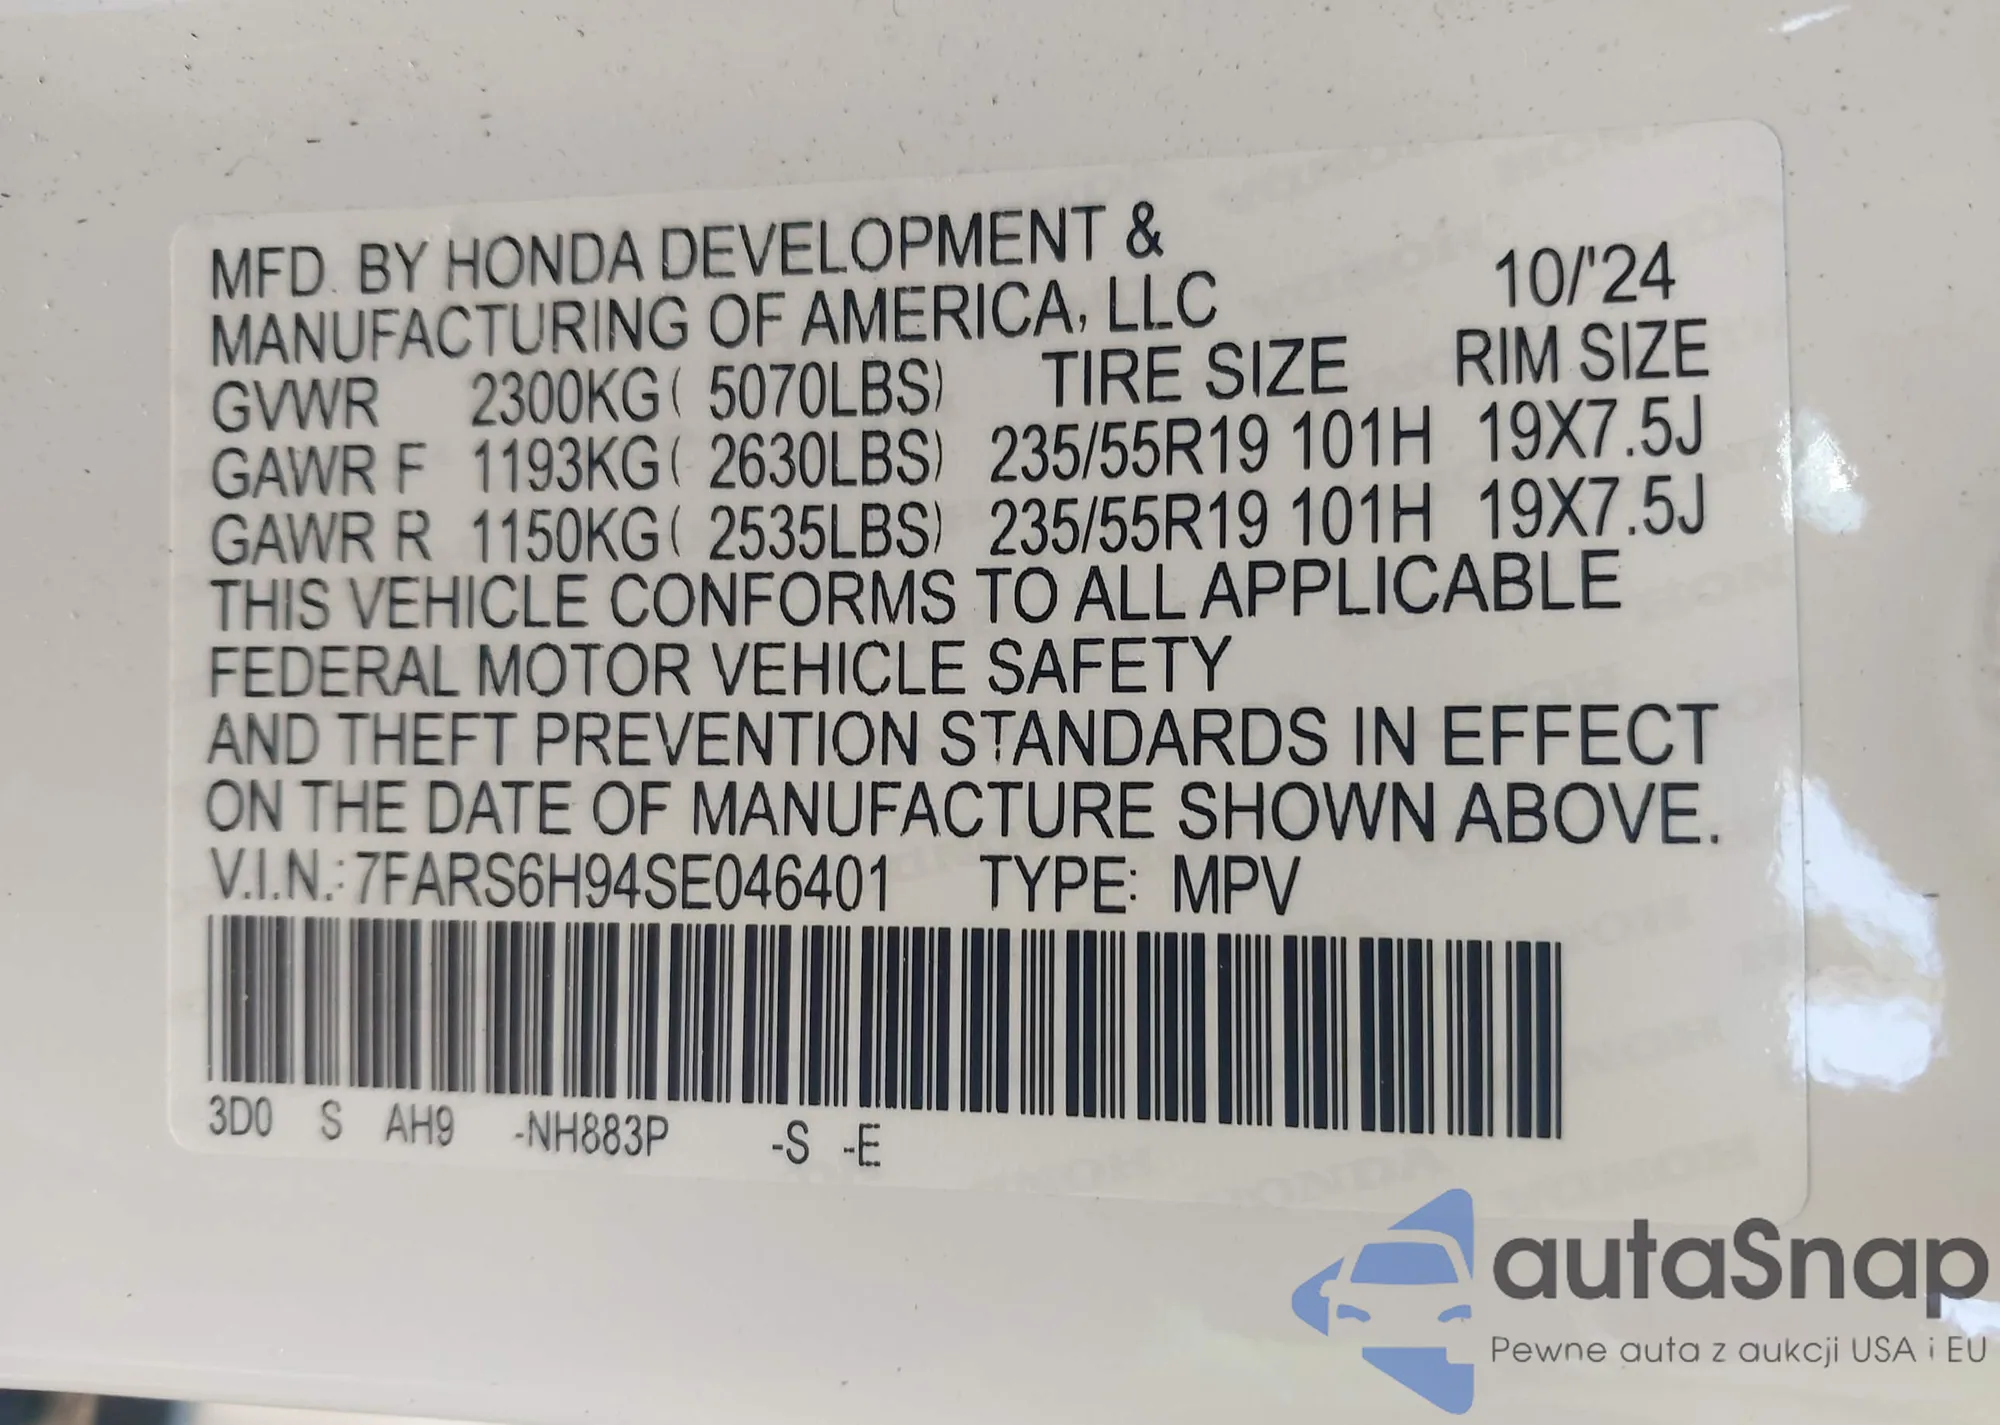 MFD. BY HONDA DEVELOPMENT &
MANUFACTURING OF AMERICA, LLC 10/'24
GVWR 2300KG( 5070LBS) TIRE SIZE RIM SIZE
GAWR F 1193KG( 2630LBS) 235/55R19 101H 19X7.5J
GAWR R 1150KG( 2535LBS) 235/55R19 101H 19X7.5J
THIS VEHICLE CONFORMS TO ALL APPLICABLE
FEDERAL MOTOR VEHICLE SAFETY
AND THEFT PREVENTION STANDARDS IN EFFECT
ON THE DATE OF MANUFACTURE SHOWN ABOVE.
V.I.N.: 7FARS6H94SE046401 TYPE: MPV
3D0 S AH9 -NH883P -S -E
autaSnap
Pewne auta z aukcji USA i EU